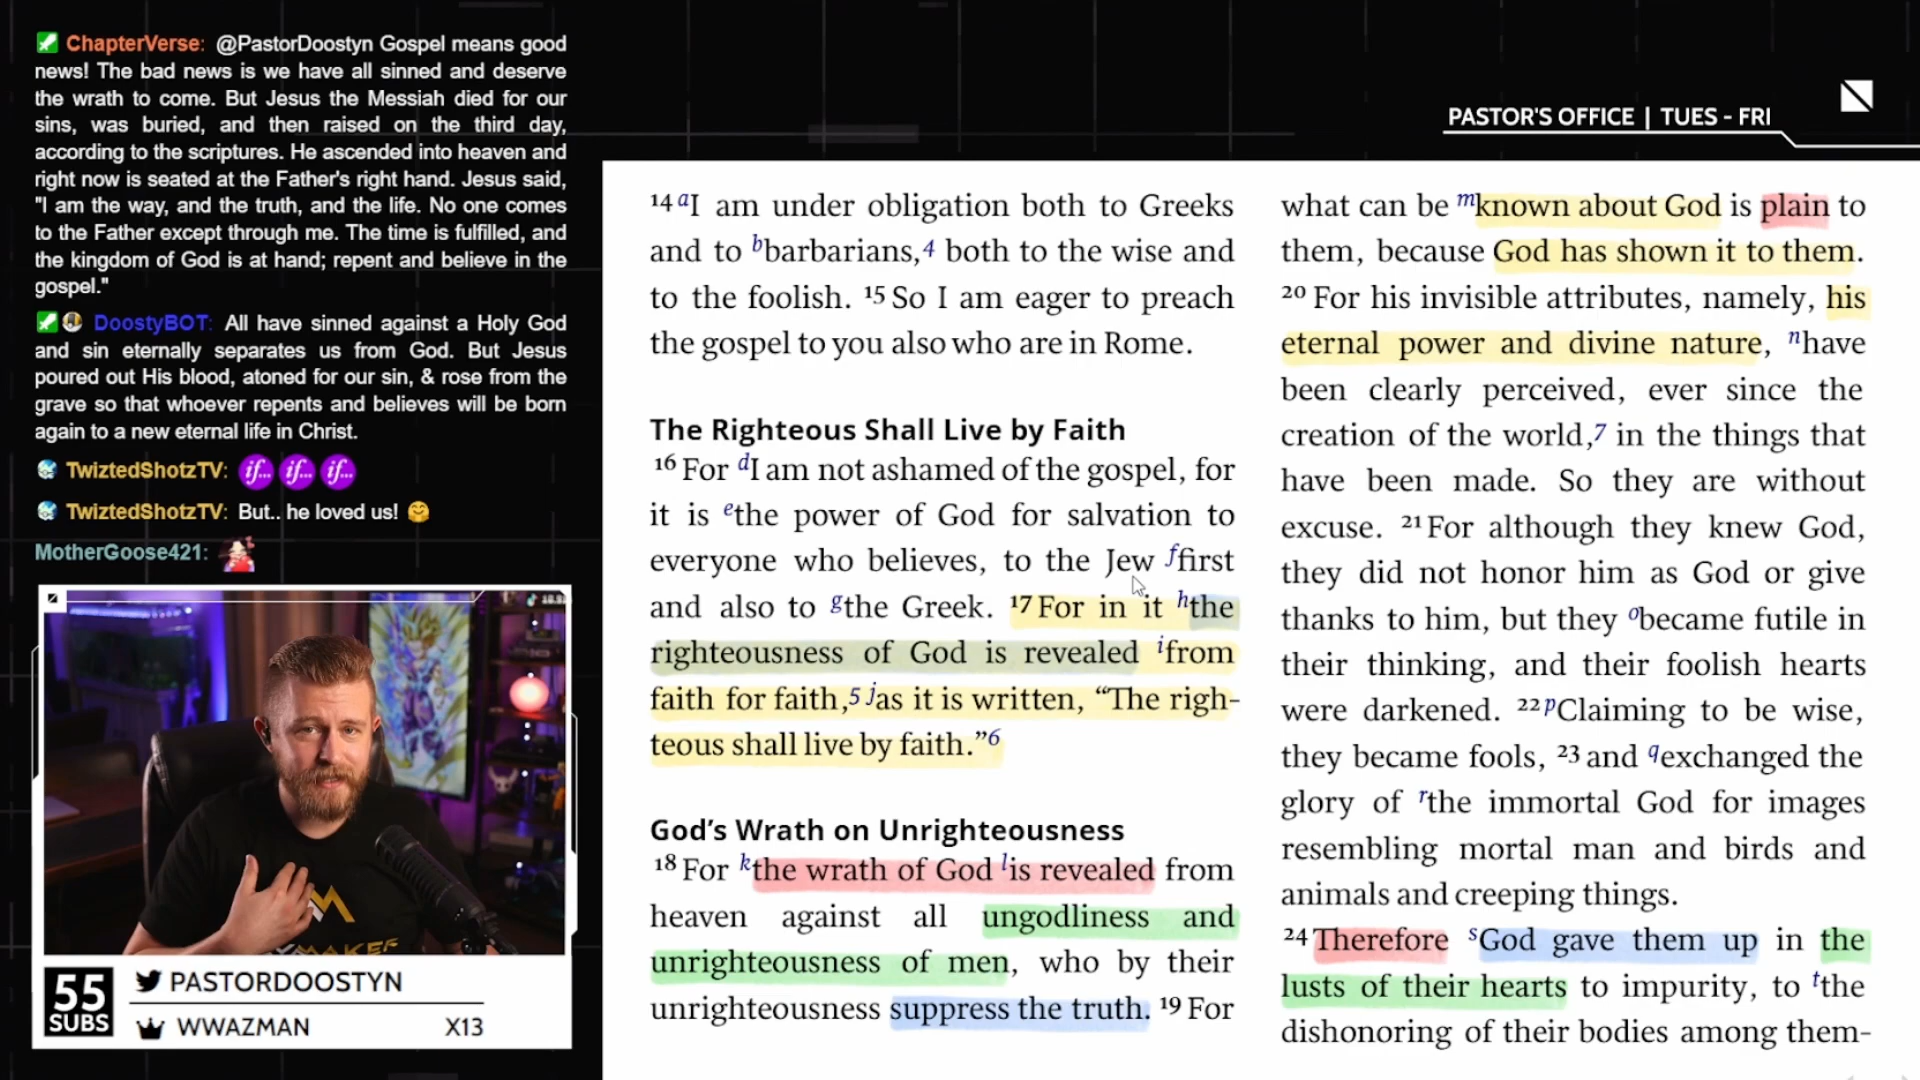 ChapterVerse: @PastorDoostyn Gospel means good
news! The bad news is we have all sinned and deserve
the wrath to come. But Jesus the Messiah died for our
sins, was buried, and then raised on the third day,
according to the scriptures. He ascended into heaven and
right now is seated at the Father's right hand. Jesus said,
"I am the way, and the truth, and the life. No one comes
to the Father except through me. The time is fulfilled, and
the kingdom of God is at hand; repent and believe in the
gospel."
DoostyBOT: All have sinned against a Holy God
and sin eternally separates us from God. But Jesus
poured out His blood, atoned for our sin, & rose from the
grave so that whoever repents and believes will be born
again to a new eternal life in Christ.
TwiztedShotzTV: if... if... if...
TwiztedShotzTV: But.. he loved us! 🤗
MotherGoose421:
55
SUBS
PASTORDOOSTYN
WWAZMAN X13
PASTOR'S OFFICE | TUES - FRI
14 a I am under obligation both to Greeks
and to b barbarians,4 both to the wise and
to the foolish. 15 So I am eager to preach
the gospel to you also who are in Rome.
The Righteous Shall Live by Faith
16 For d I am not ashamed of the gospel, for
it is e the power of God for salvation to
everyone who believes, to the Jew f first
and also to g the Greek. 17 For in it h the
righteousness of God is revealed i from
faith for faith,5 j as it is written, “The righ-
teous shall live by faith.”6
God’s Wrath on Unrighteousness
18 For k the wrath of God l is revealed from
heaven against all ungodliness and
unrighteousness of men, who by their
unrighteousness suppress the truth. 19 For
what can be m known about God is plain to
them, because God has shown it to them.
20 For his invisible attributes, namely, his
eternal power and divine nature, n have
been clearly perceived, ever since the
creation of the world,7 in the things that
have been made. So they are without
excuse. 21 For although they knew God,
they did not honor him as God or give
thanks to him, but they o became futile in
their thinking, and their foolish hearts
were darkened. 22 p Claiming to be wise,
they became fools, 23 and q exchanged the
glory of r the immortal God for images
resembling mortal man and birds and
animals and creeping things.
24 Therefore s God gave them up in the
lusts of their hearts to impurity, to t the
dishonoring of their bodies among them-